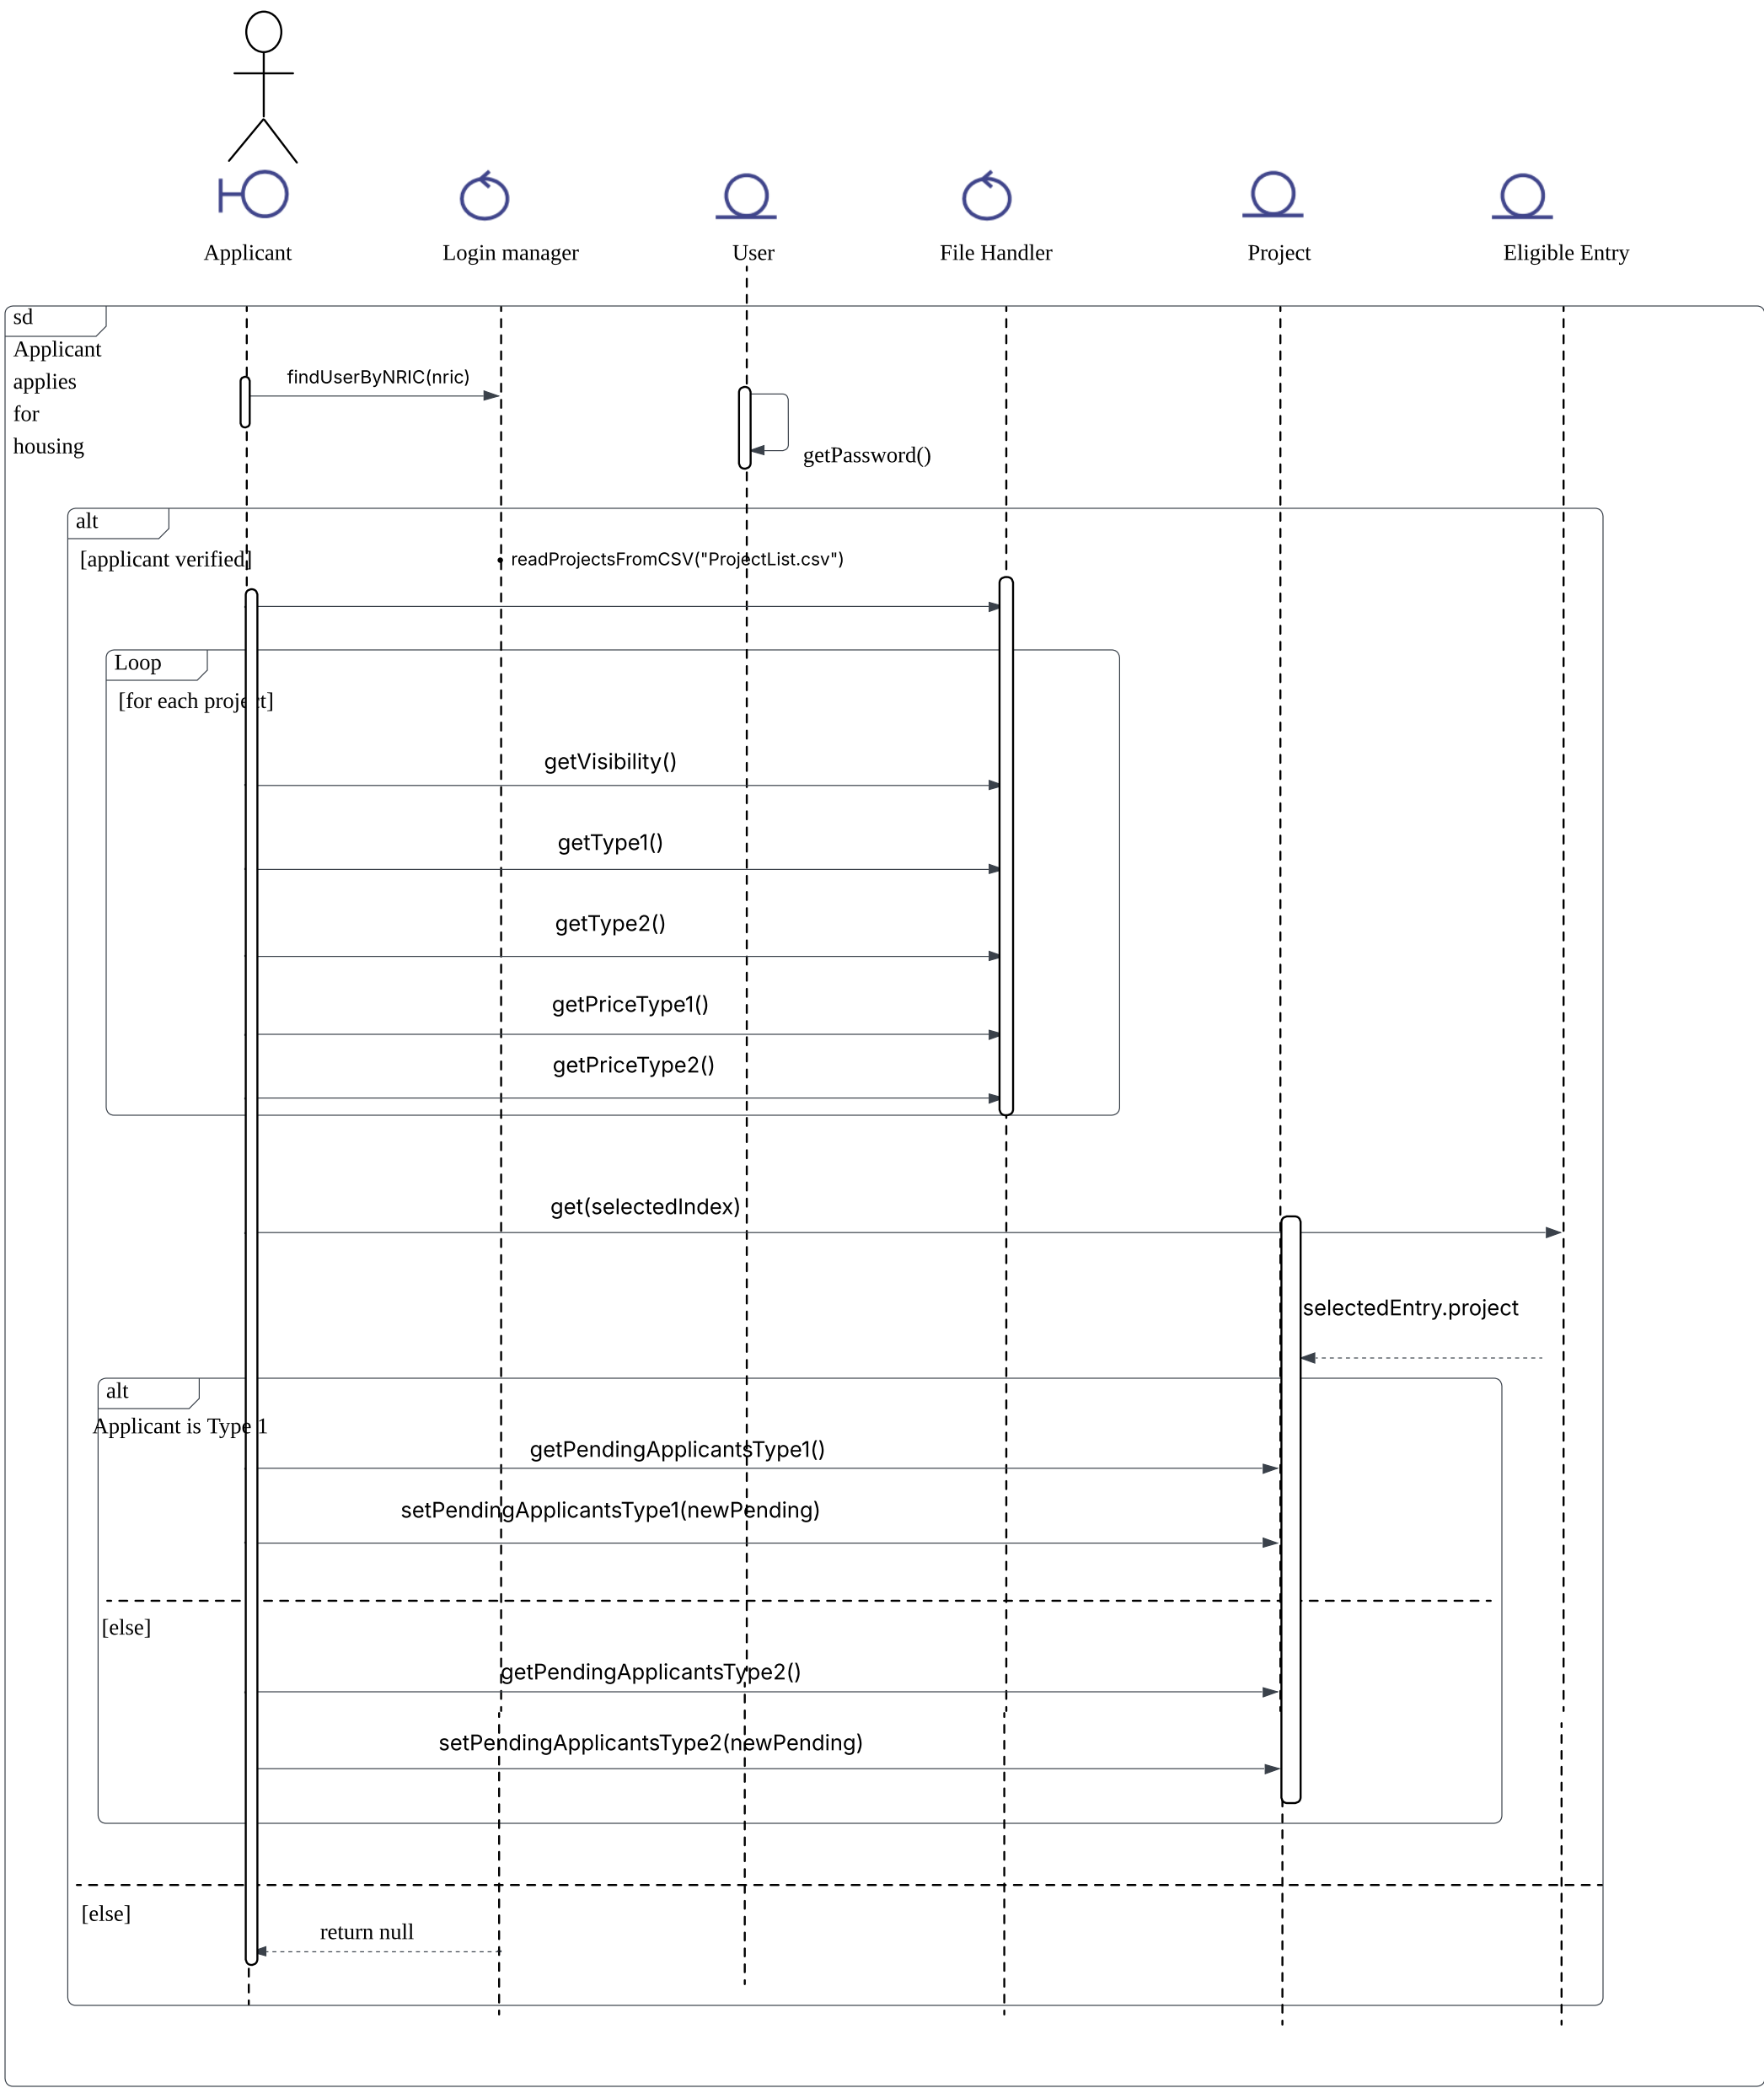 Applicant
Login manager
User
File Handler
Project
Eligible Entry
sd
Applicant
applies
for
housing
findUserByNRIC(nric)
getPassword()
alt
[applicant verified]
readProjectsFromCSV("ProjectList.csv")
Loop
[for each project]
getVisibility()
getType1()
getType2()
getPriceType1()
getPriceType2()
get(selectedIndex)
selectedEntry.project
alt
Applicant is Type 1
getPendingApplicantsType1()
setPendingApplicantsType1(newPending)
[else]
getPendingApplicantsType2()
setPendingApplicantsType2(newPending)
[else]
return null